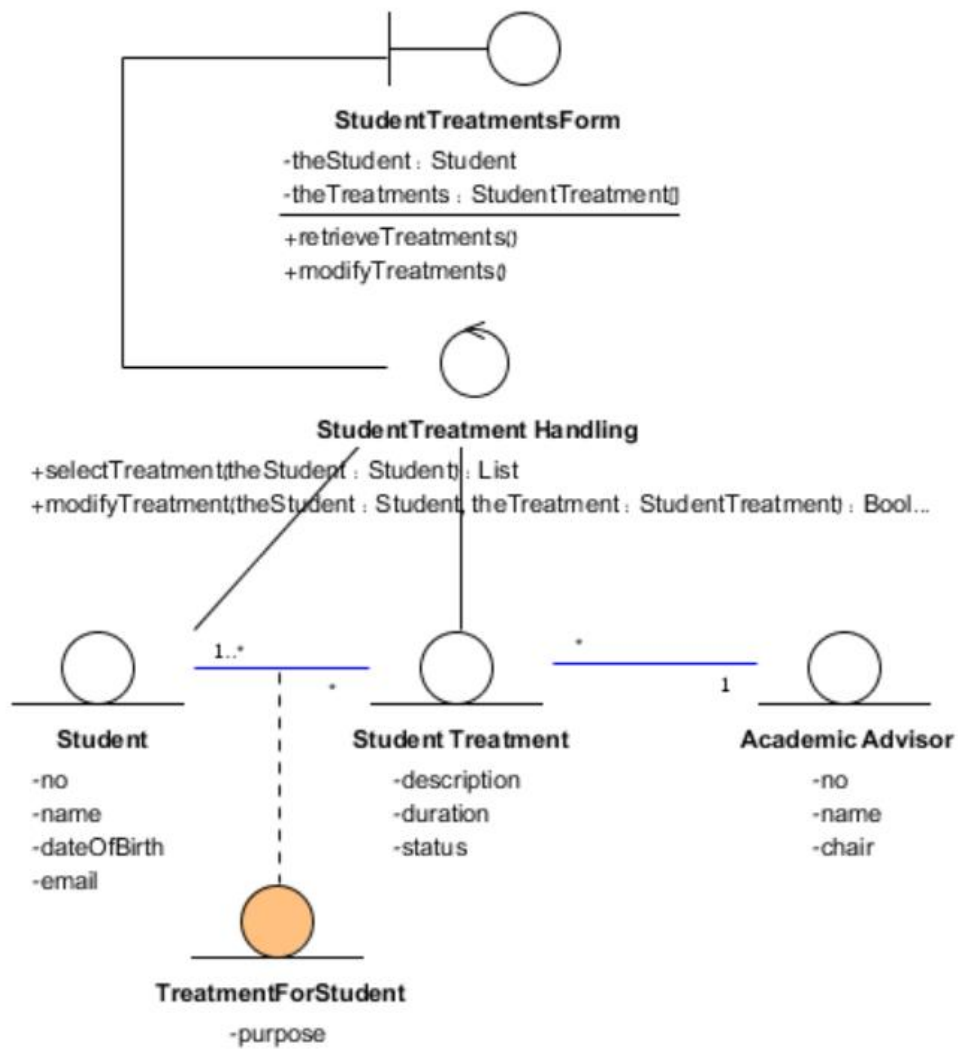 StudentTreatmentsForm
-theStudent : Student
-theTreatments : StudentTreatment[]
+retrieveTreatments()
+modifyTreatments()
StudentTreatment Handling
+selectTreatment(theStudent : Student) : List
+modifyTreatment(theStudent : Student, theTreatment : StudentTreatment) : Bool...
1..*
*
*
1
Student
-no
-name
-dateOfBirth
-email
Student Treatment
-description
-duration
-status
Academic Advisor
-no
-name
-chair
TreatmentForStudent
-purpose